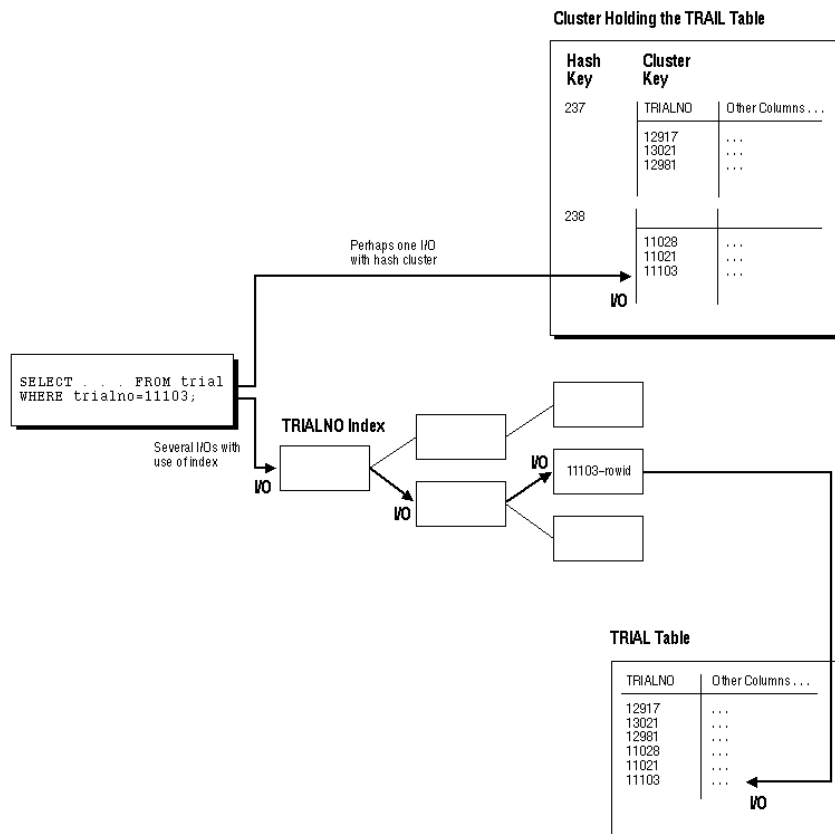 Cluster Holding the TRAIL Table
Hash Key
Cluster Key
237
TRIALNO Other Columns . . .
12917 . . .
13021 . . .
12981 . . .
238
11028 . . .
11021 . . .
11103 . . .
I/O
Perhaps one I/O
with hash cluster
SELECT . . . FROM trial
WHERE trialno=11103;
Several I/Os with
use of index
I/O
TRIALNO Index
I/O
I/O
11103–rowid
TRIAL Table
TRIALNO Other Columns . . .
12917 . . .
13021 . . .
12981 . . .
11028 . . .
11021 . . .
11103 . . .
I/O